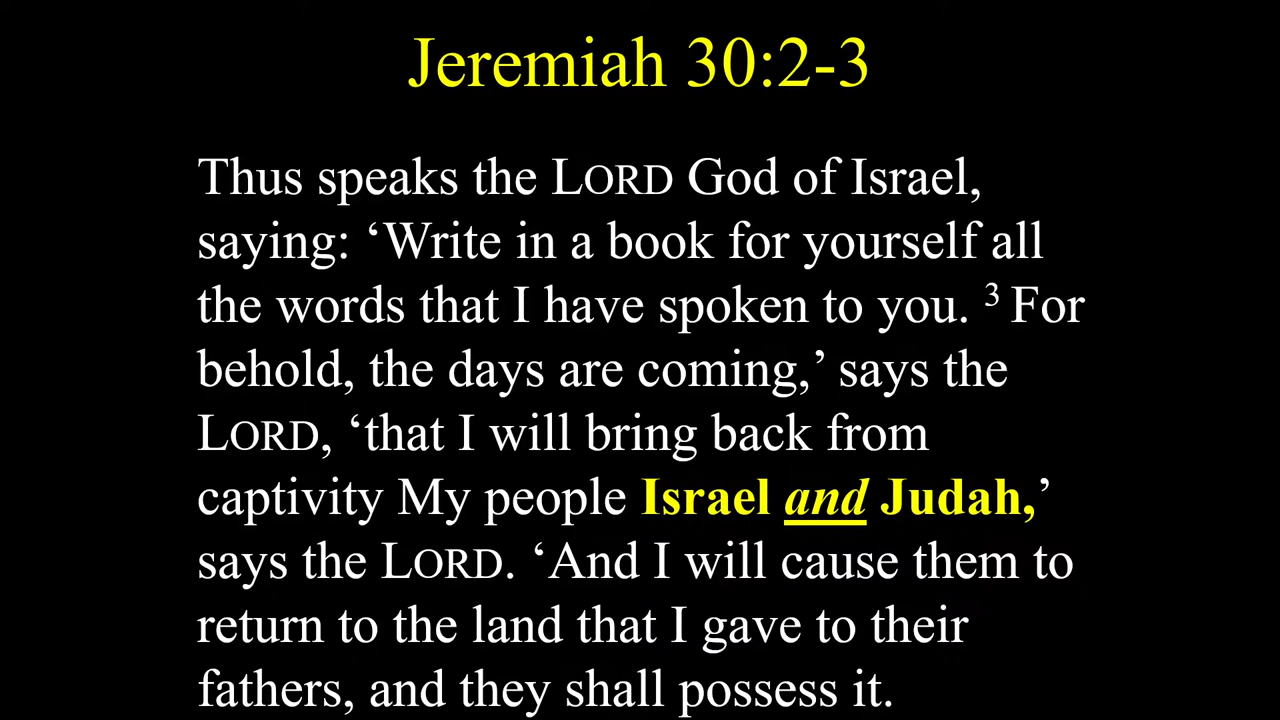 Jeremiah 30:2-3
Thus speaks the LORD God of Israel,
saying: ‘Write in a book for yourself all
the words that I have spoken to you. ³ For
behold, the days are coming,’ says the
LORD, ‘that I will bring back from
captivity My people Israel and Judah,’
says the LORD. ‘And I will cause them to
return to the land that I gave to their
fathers, and they shall possess it.